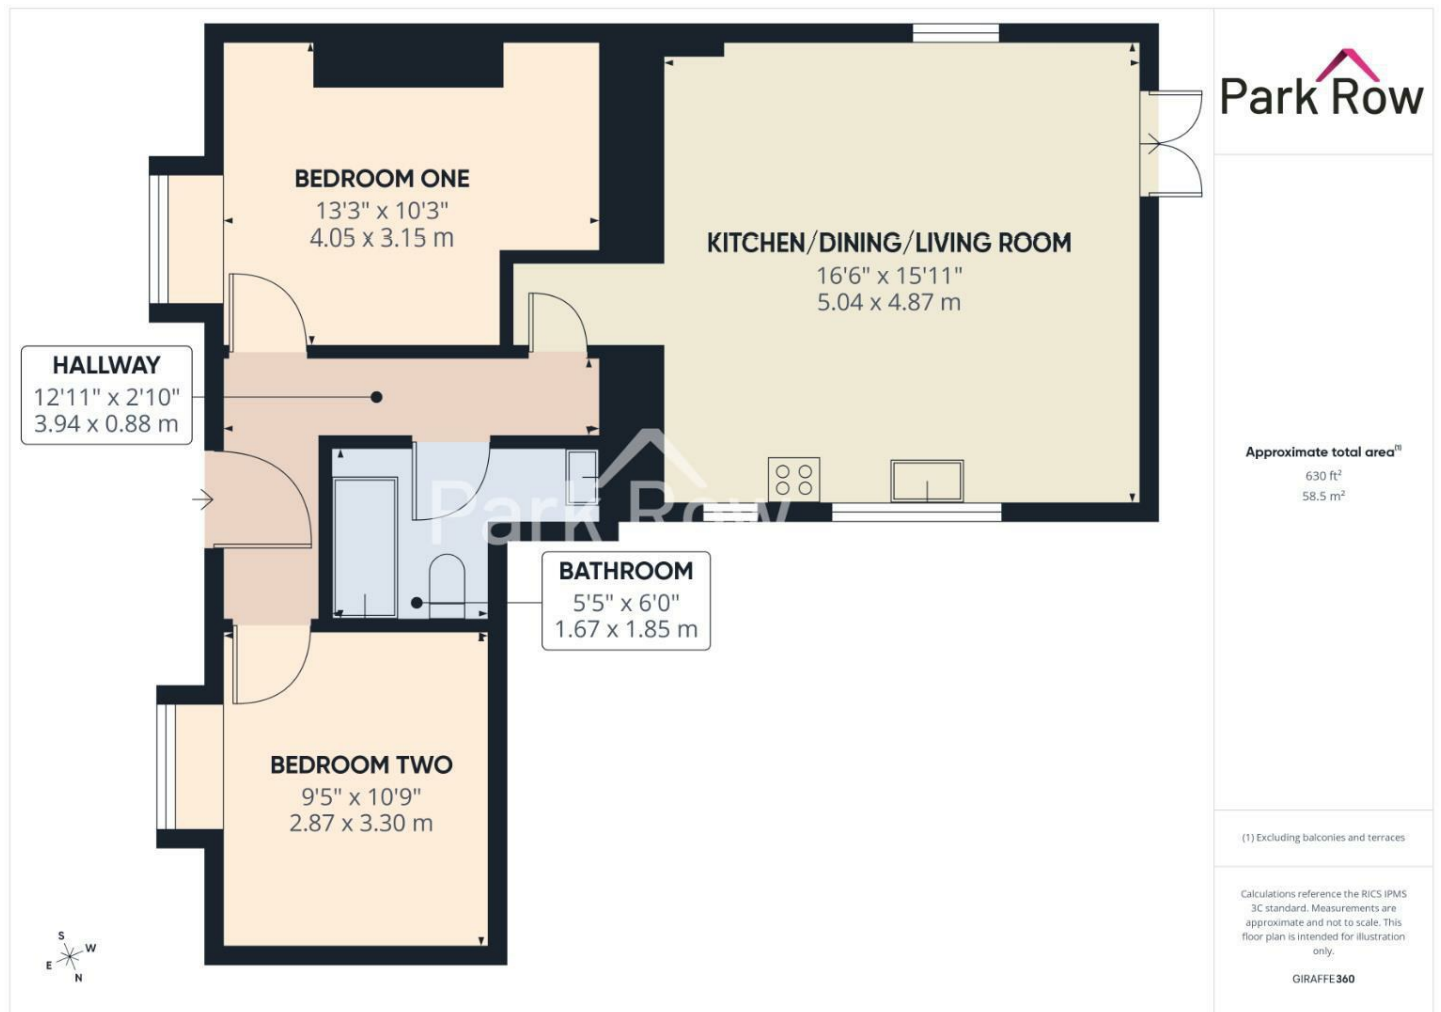 BEDROOM ONE
13'3" x 10'3"
4.05 x 3.15 m
KITCHEN/DINING/LIVING ROOM
16'6" x 15'11"
5.04 x 4.87 m
HALLWAY
12'11" x 2'10"
3.94 x 0.88 m
Park Row
BATHROOM
5'5" x 6'0"
1.67 x 1.85 m
BEDROOM TWO
9'5" x 10'9"
2.87 x 3.30 m
S
W
E
N
Park Row
Approximate total area(1)
630 ft²
58.5 m²
(1) Excluding balconies and terraces
Calculations reference the RICS IPMS
3C standard. Measurements are
approximate and not to scale. This
floor plan is intended for illustration
only.
GIRAFFE360